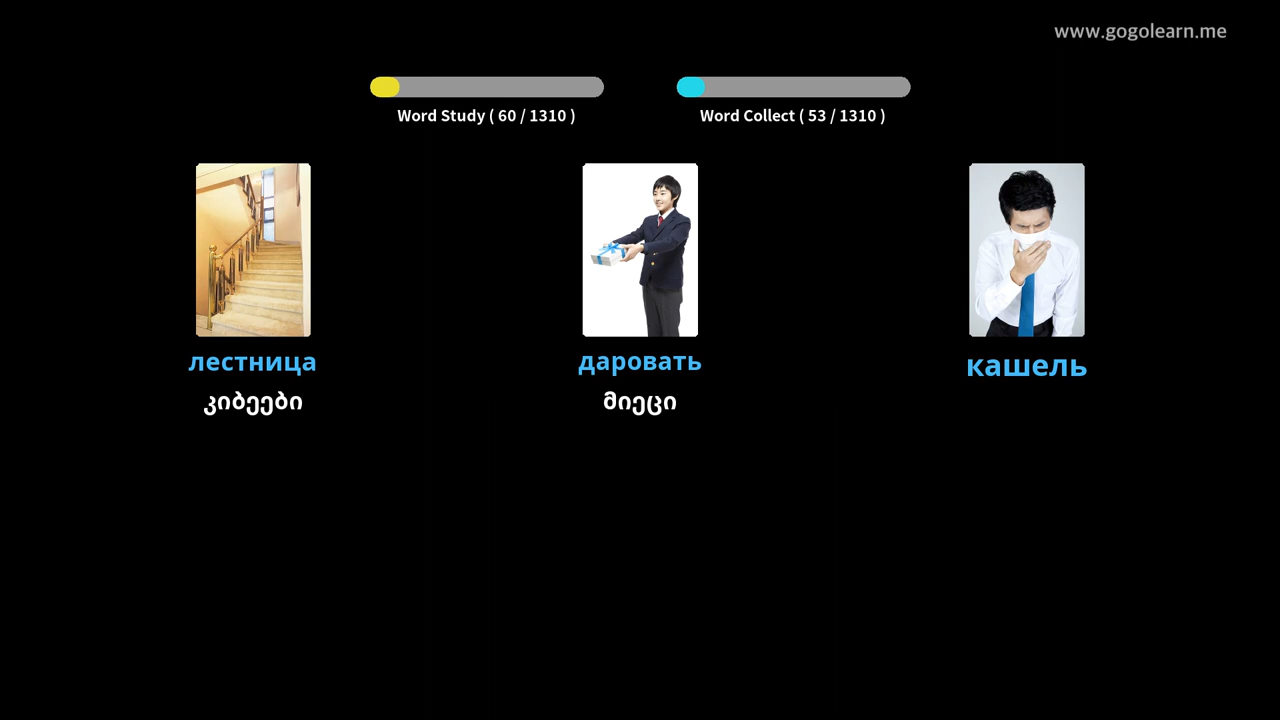 www.gogolearn.me
Word Study ( 60 / 1310 )
Word Collect ( 53 / 1310 )
лестница
даровать
кашель
კიბეები
მიეცი